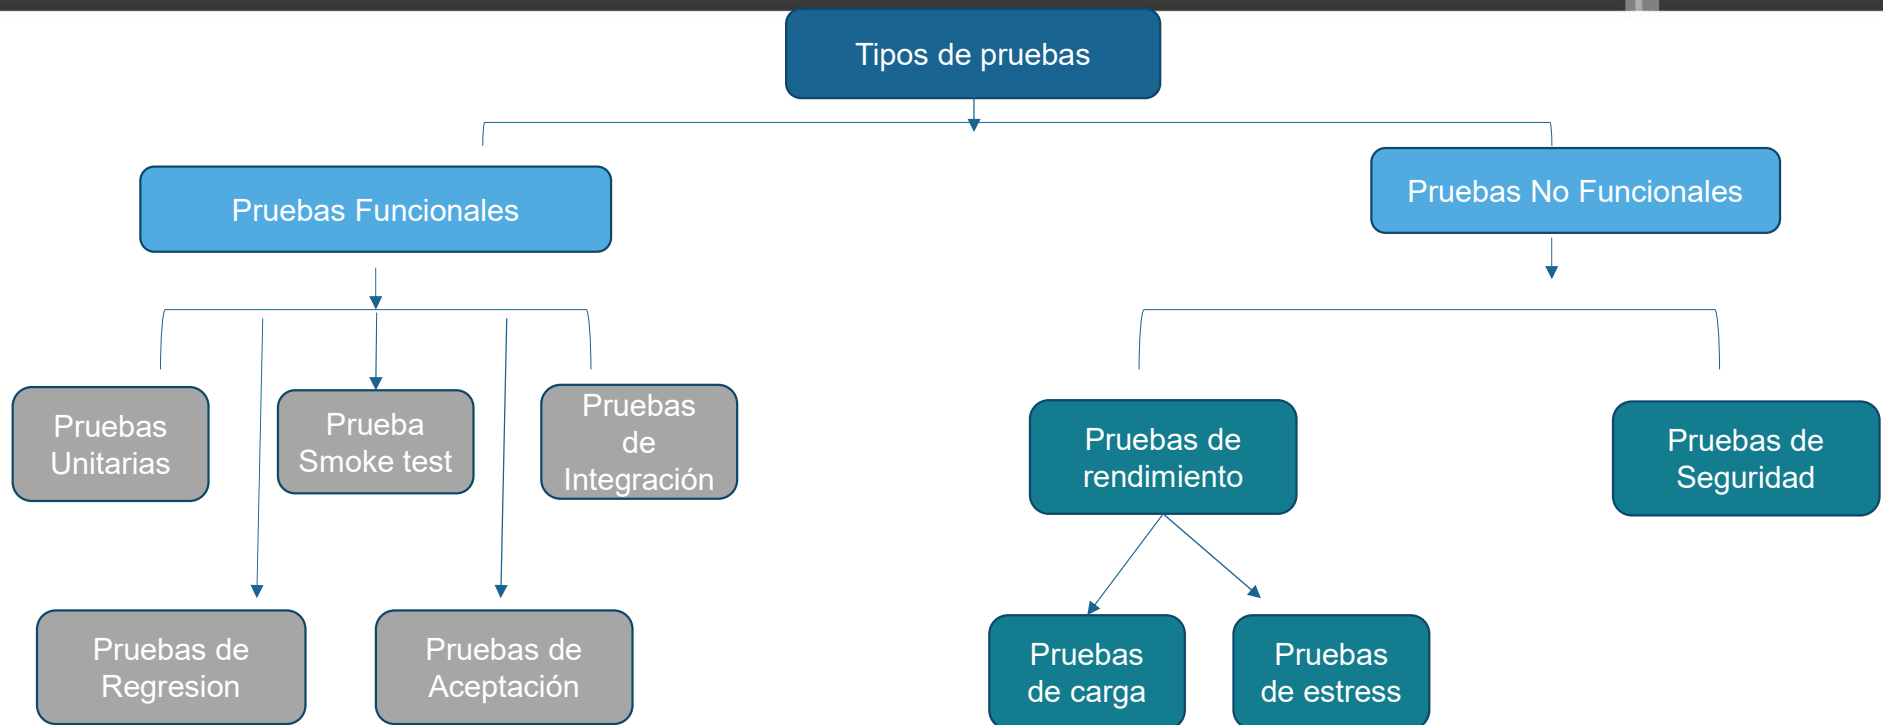 Tipos de pruebas
Pruebas Funcionales
Pruebas No Funcionales
Pruebas
Unitarias
Prueba
Smoke test
Pruebas
de
Integración
Pruebas de
rendimiento
Pruebas de
Seguridad
Pruebas de
Regresion
Pruebas de
Aceptación
Pruebas
de carga
Pruebas
de estress